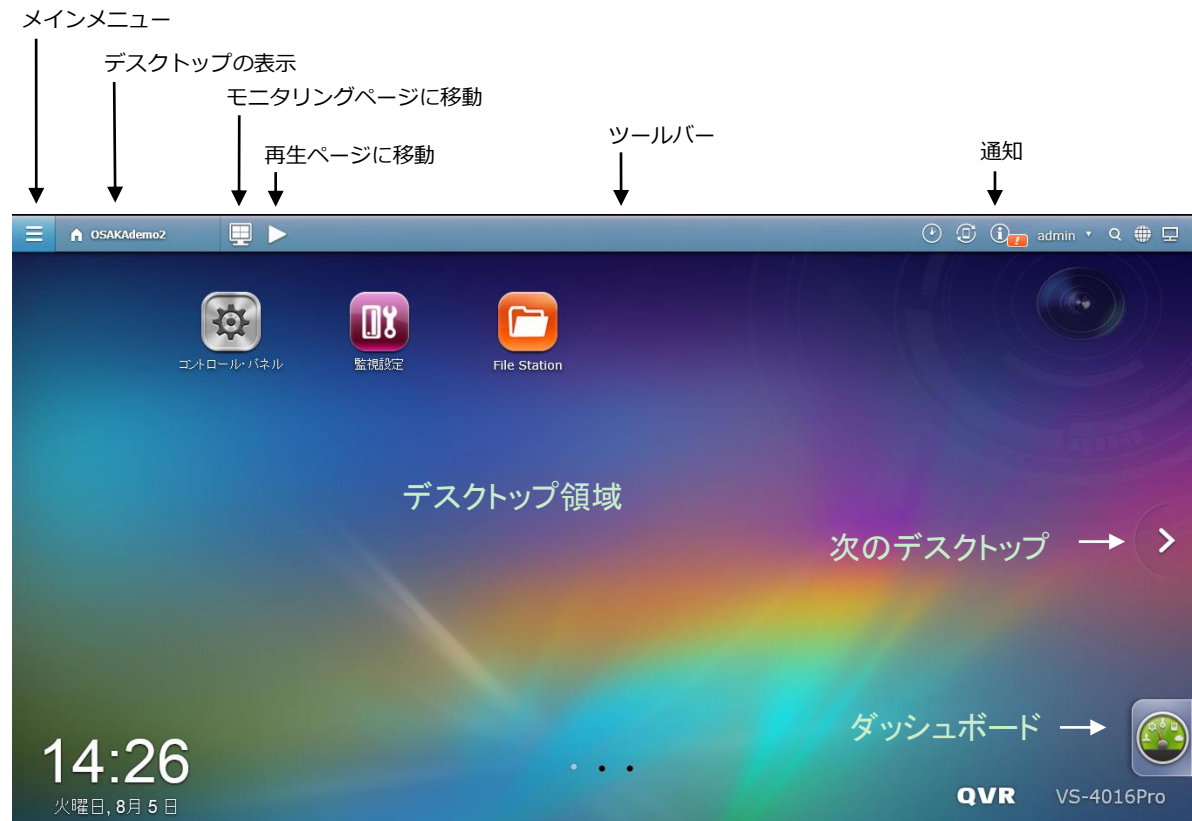 メインメニュー
デスクトップの表示
モニタリングページに移動
再生ページに移動
ツールバー
通知
OSAKAdemo2
admin
コントロール・パネル
監視設定
File Station
デスクトップ領域
次のデスクトップ
ダッシュボード
14:26
火曜日, 8月 5 日
QVR VS-4016Pro